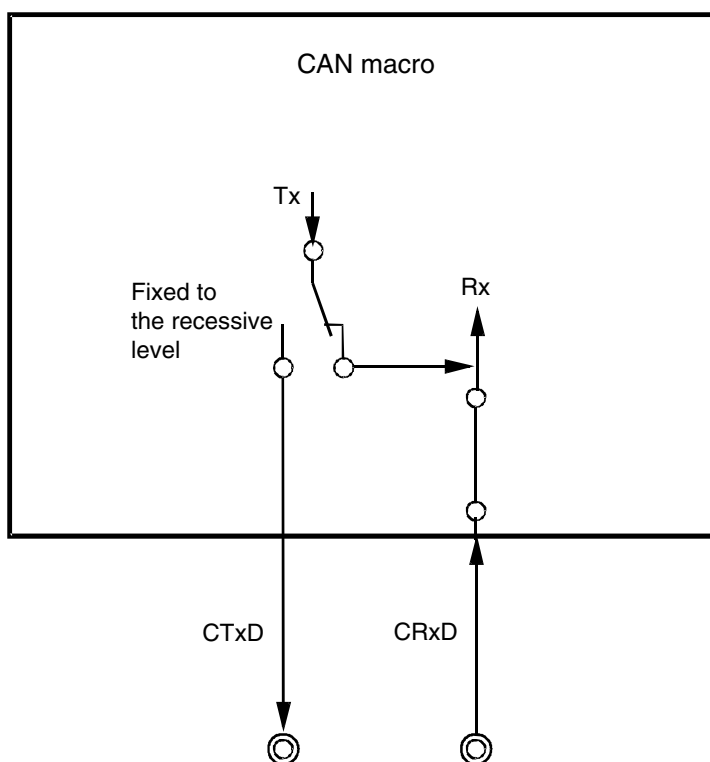 CAN macro
Tx
Rx
Fixed to
the recessive
level
CTxD
CRxD